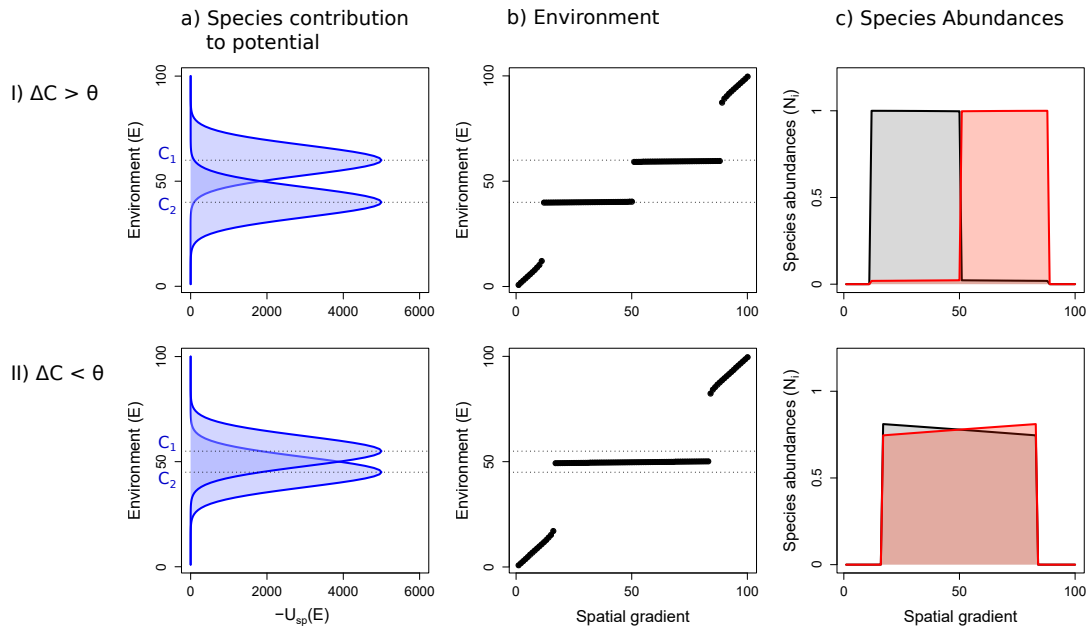 a) Species contribution
to potential
b) Environment
c) Species Abundances
I) ΔC > θ
Environment (E)
100
50
0
C1
C2
0 2000 4000 6000
Environment (E)
100
50
0
0 50 100
Species abundances (Ni)
1
0.5
0
0 50 100
II) ΔC < θ
Environment (E)
100
50
0
C1
C2
0 2000 4000 6000
−Usp(E)
Environment (E)
100
50
0
0 50 100
Spatial gradient
Species abundances (Ni)
1
0.5
0
0 50 100
Spatial gradient